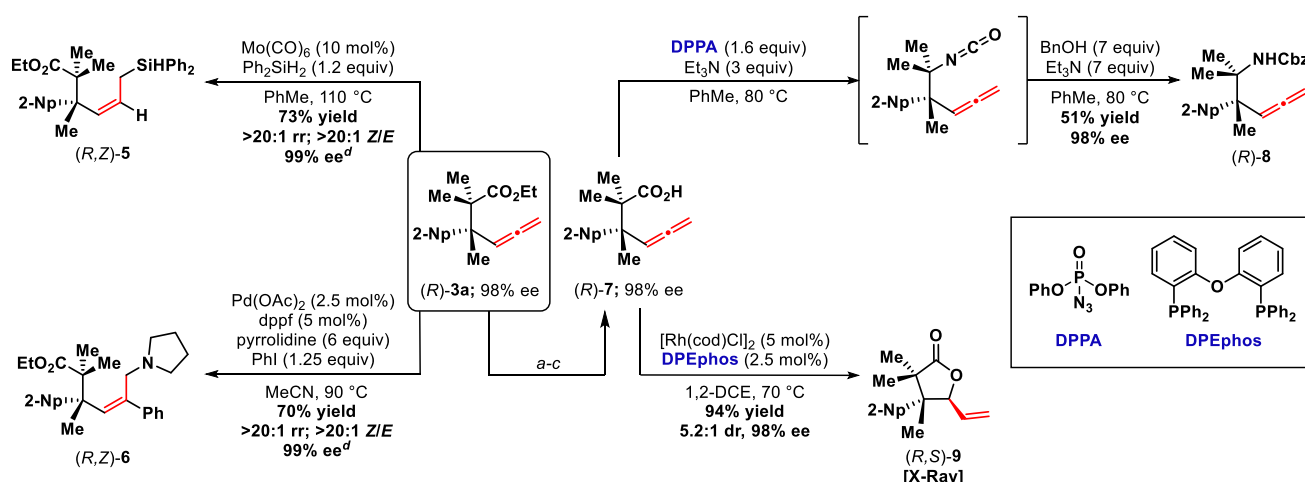 EtO₂C
Me
Me
SiHPh₂
2-Np
Me
H
(R,Z)-5
Mo(CO)₆ (10 mol%)
Ph₂SiH₂ (1.2 equiv)
PhMe, 110 °C
73% yield
>20:1 rr; >20:1 Z/E
99% eeᵈ
DPPA (1.6 equiv)
Et₃N (3 equiv)
PhMe, 80 °C
Me
Me
N
C
O
2-Np
Me
BnOH (7 equiv)
Et₃N (7 equiv)
PhMe, 80 °C
51% yield
98% ee
Me
Me
NHCbz
2-Np
Me
(R)-8
Me
Me
CO₂Et
2-Np
Me
(R)-3a; 98% ee
Me
Me
CO₂H
2-Np
Me
(R)-7; 98% ee
a-c
Pd(OAc)₂ (2.5 mol%)
dppf (5 mol%)
pyrrolidine (6 equiv)
PhI (1.25 equiv)
MeCN, 90 °C
70% yield
>20:1 rr; >20:1 Z/E
99% eeᵈ
EtO₂C
Me
Me
N
2-Np
Me
Ph
(R,Z)-6
[Rh(cod)Cl]₂ (5 mol%)
DPEphos (2.5 mol%)
1,2-DCE, 70 °C
94% yield
5.2:1 dr, 98% ee
O
Me
Me
O
2-Np
Me
(R,S)-9
[X-Ray]
O
PhO
P
OPh
N₃
DPPA
O
PPh₂
PPh₂
DPEphos